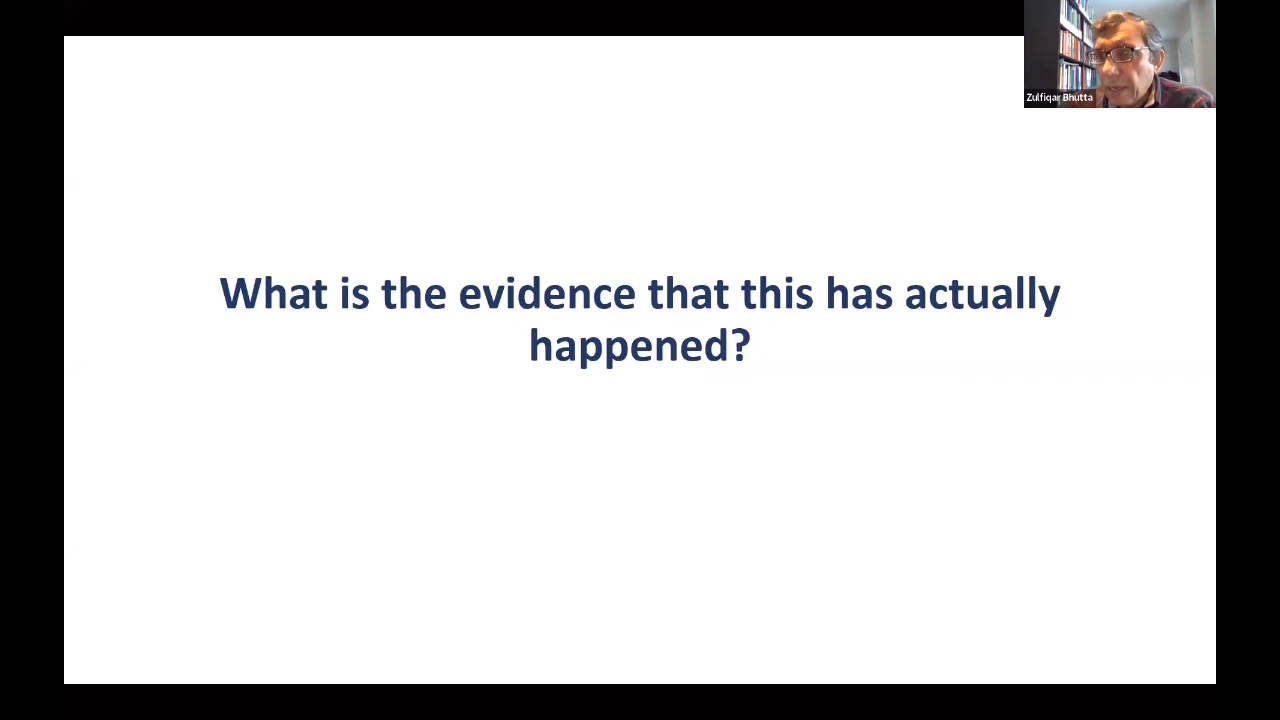 Zulfiqar Bhutta
What is the evidence that this has actually
happened?